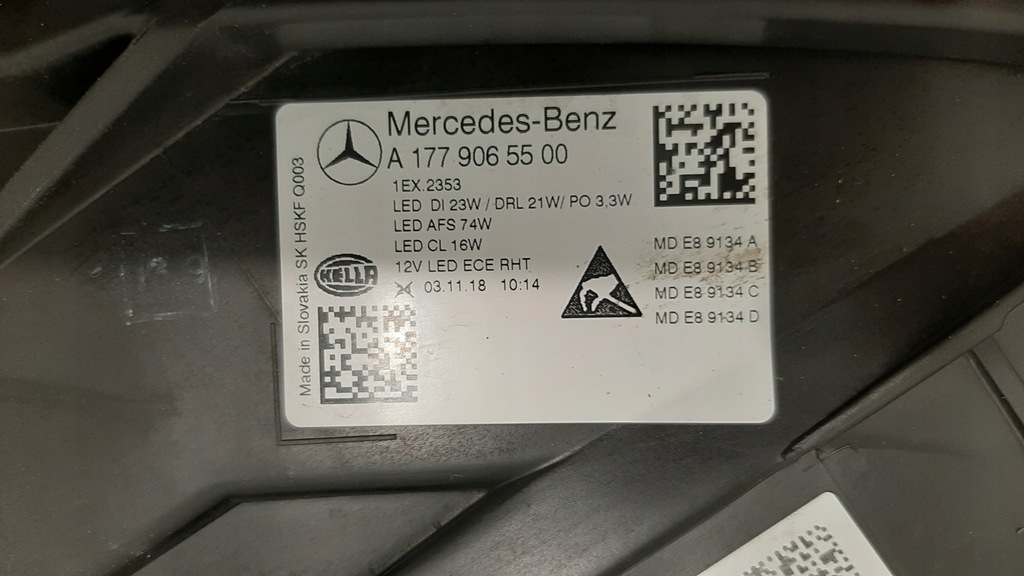 Mercedes-Benz
A 177 906 55 00
1EX.2353
LED DI 23W / DRL 21W/ PO 3,3W
LED AFS 74W
LED CL 16W
12V LED ECE RHT
03.11.18 10:14
HELLA
Made in Slovakia SK HSKF Q003
MD E8 9134 A
MD E8 9134 B
MD E8 9134 C
MD E8 9134 D